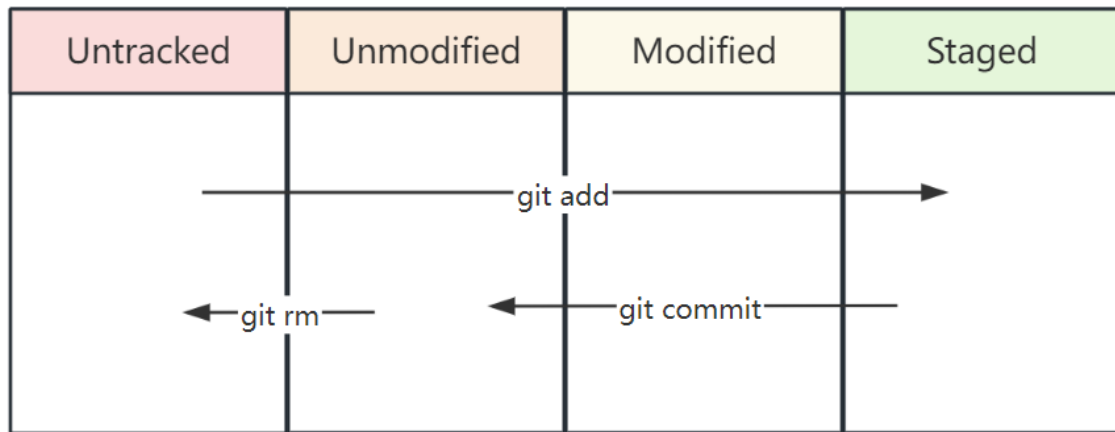 Untracked
Unmodified
Modified
Staged
git add
git rm
git commit